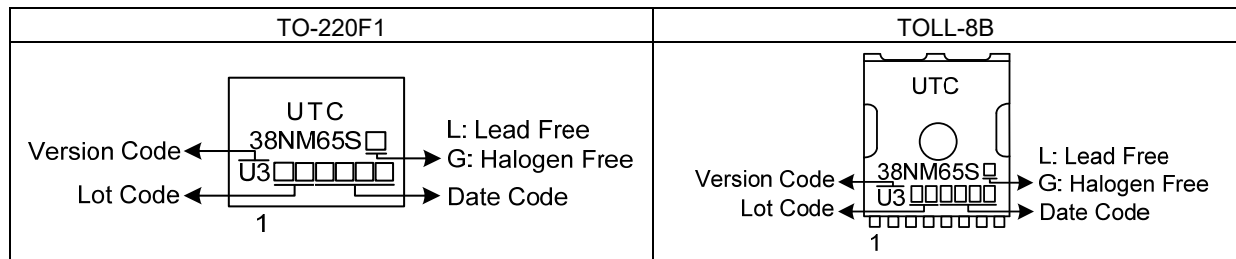 TO-220F1
UTC
38NM65S□
U3□□□□□□
Version Code
Lot Code
L: Lead Free
G: Halogen Free
Date Code
1
TOLL-8B
UTC
38NM65S□
U3□□□□□□
Version Code
Lot Code
L: Lead Free
G: Halogen Free
Date Code
1